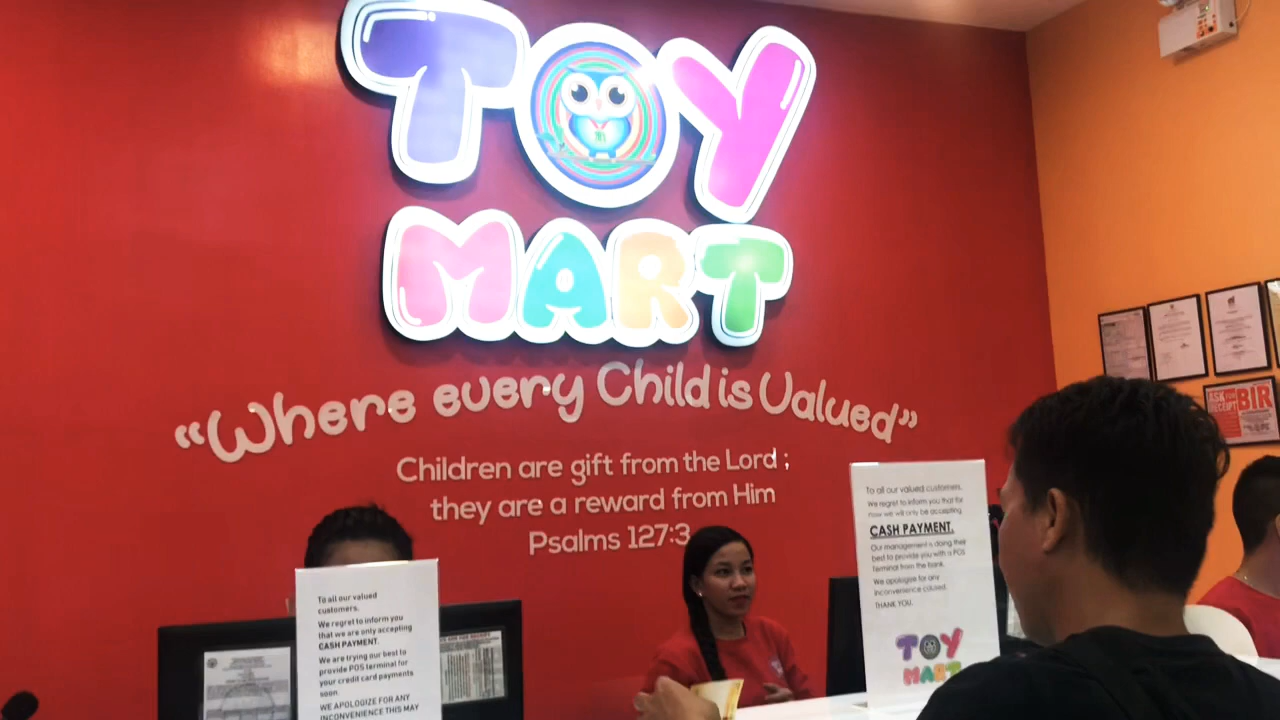 TOY
MART
“Where every Child is Valued”
Children are gift from the Lord ;
they are a reward from Him
Psalms 127:3
To all our valued
customers.
We regret to inform you
that we are only accepting
CASH PAYMENT.
We are trying our best to
provide POS terminal for
your credit card payments
soon.
WE APOLOGIZE FOR ANY
INCONVENIENCE THIS MAY
To all our valued customers.
We regret to inform you that for
now we will only be accepting
CASH PAYMENT.
Our management is doing their
best to provide you with a POS
terminal from the bank.
We apologise for any
inconvenience caused.
THANK YOU.
TOY
MART
ASK FOR
RECEIPT
BIR